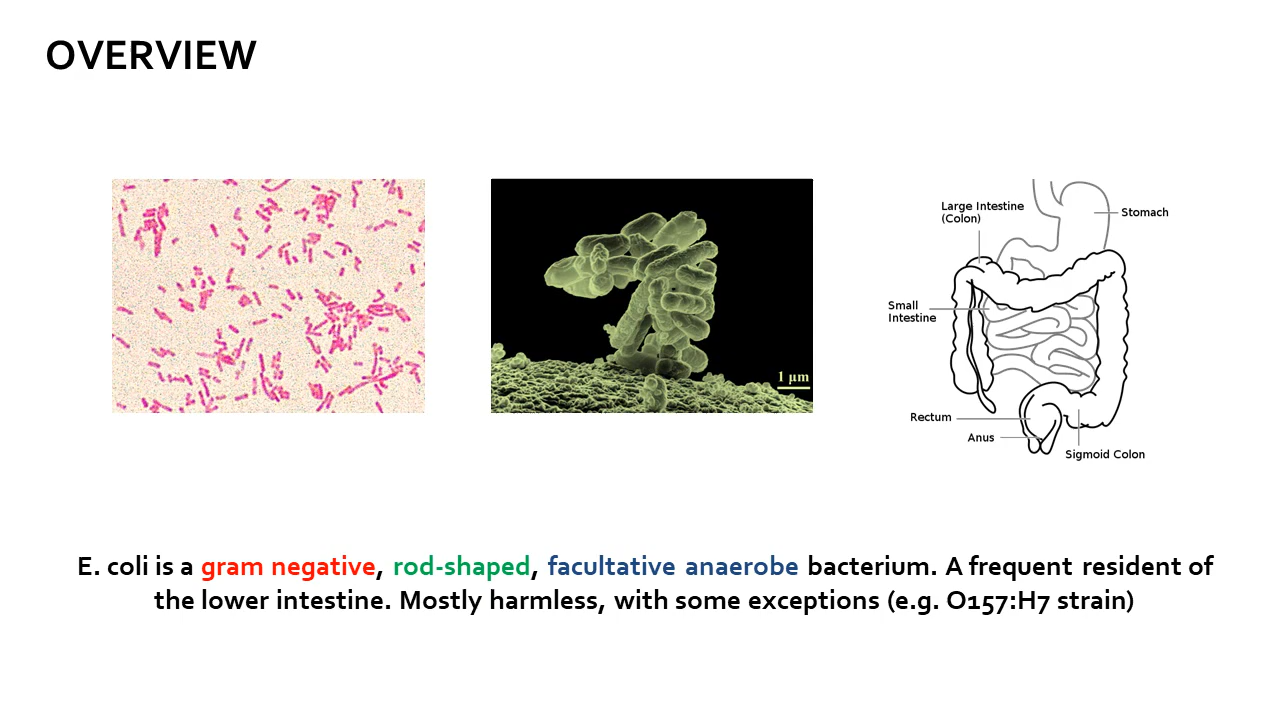 OVERVIEW
1 µm
Large Intestine
(Colon)
Stomach
Small
Intestine
Rectum
Anus
Sigmoid Colon
E. coli is a gram negative, rod-shaped, facultative anaerobe bacterium. A frequent resident of
the lower intestine. Mostly harmless, with some exceptions (e.g. O157:H7 strain)